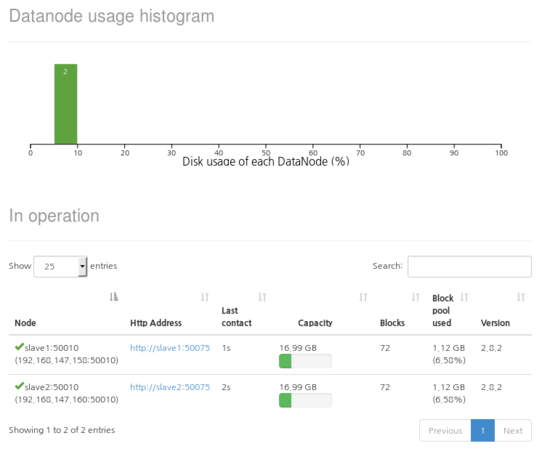 Datanode usage histogram
2
0 10 20 30 40 50 60 70 80 90 100
Disk usage of each DataNode (%)
In operation
Show 25 entries
Search:
Node Http Address Last contact Capacity Blocks Block pool used Version
slave1:50010 http://slave1:50075 1s 16.99 GB 72 1.12 GB 2.8.2
(192.168.147.158:50010) (6.58%)
slave2:50010 http://slave2:50075 2s 16.99 GB 72 1.12 GB 2.8.2
(192.168.147.160:50010) (6.58%)
Showing 1 to 2 of 2 entries
Previous 1 Next